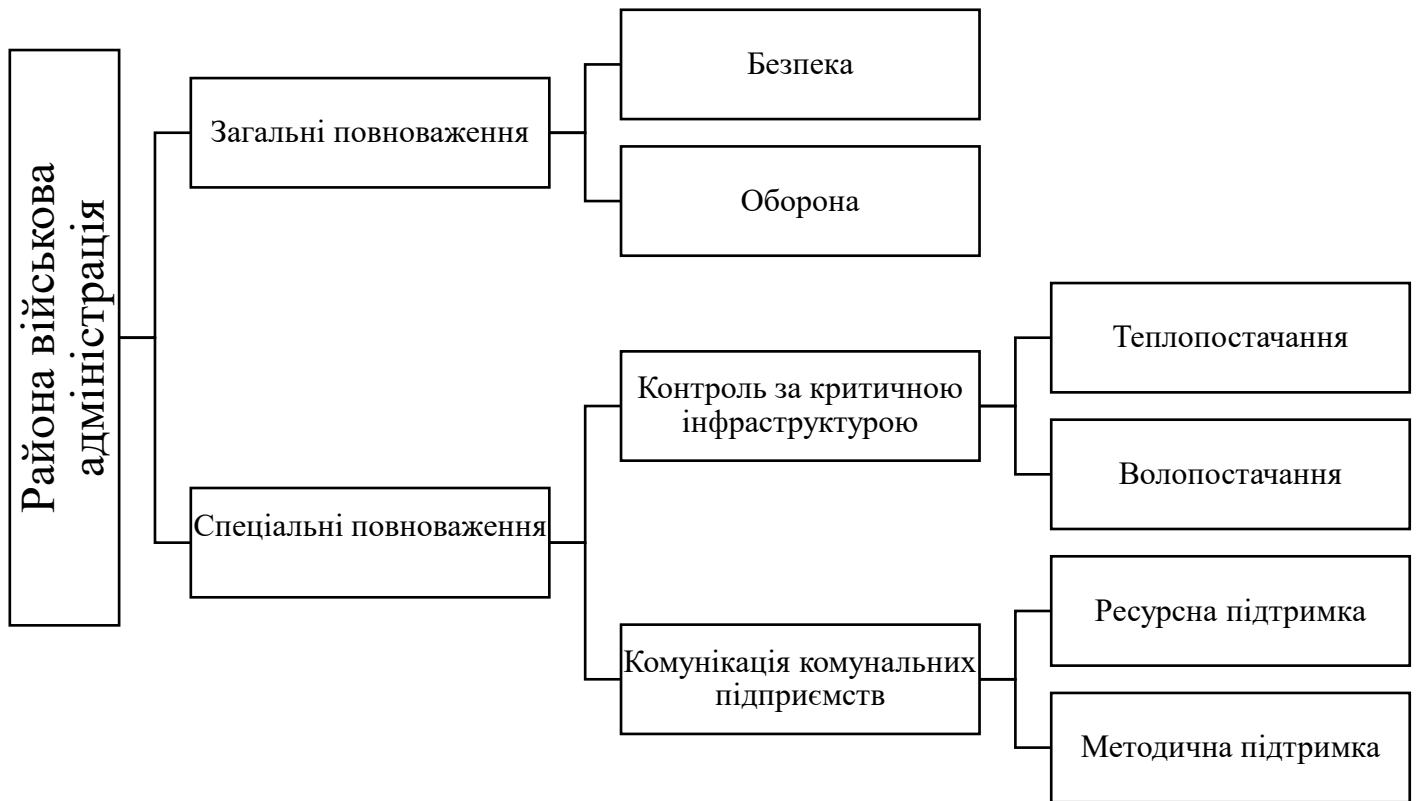 Районa військова
адміністрація
Загальні повноваження
Безпека
Оборона
Спеціальні повноваження
Контроль за критичною
інфраструктурою
Теплопостачання
Волопостачання
Комунікація комунальних
підприємств
Ресурсна підтримка
Методична підтримка